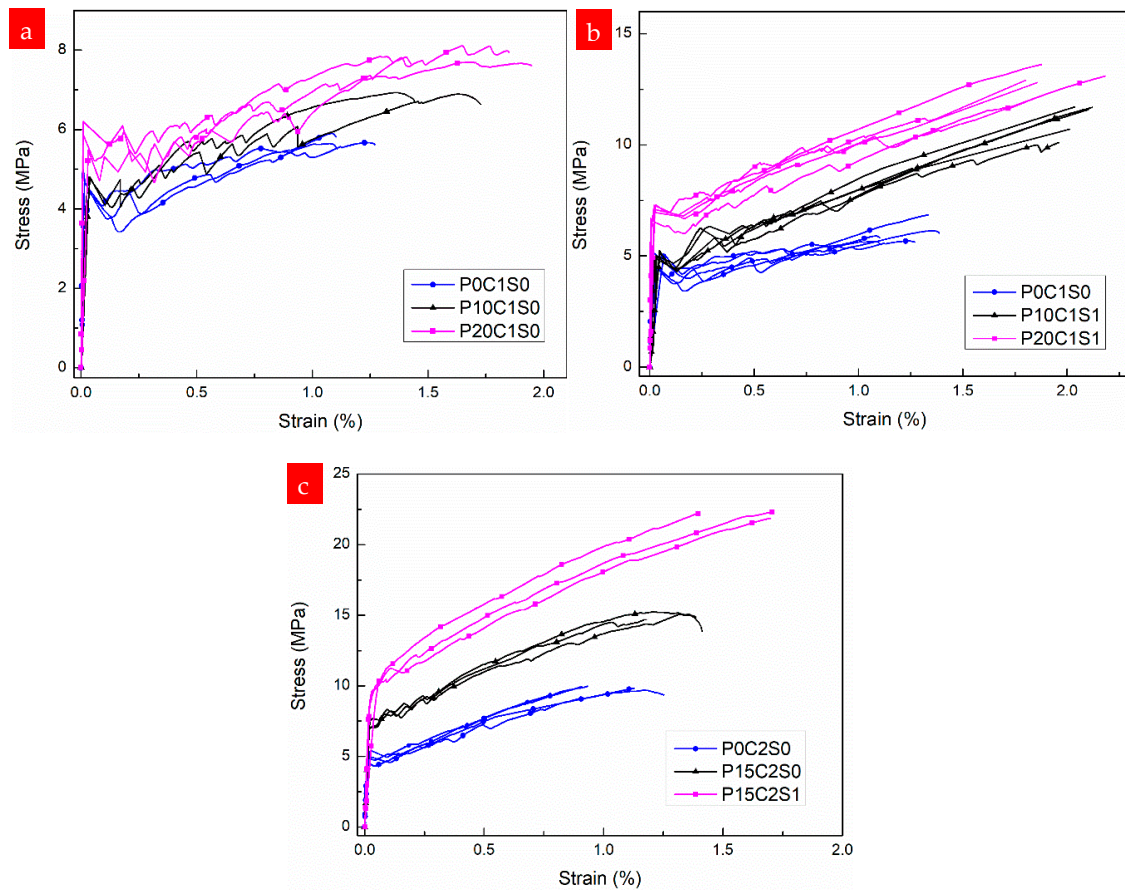 a
8
6
4
2
0
Stress (MPa)
0.0 0.5 1.0 1.5 2.0
Strain (%)
P0C1S0
P10C1S0
P20C1S0
b
15
10
5
0
Stress (MPa)
0.0 0.5 1.0 1.5 2.0
Strain (%)
P0C1S0
P10C1S1
P20C1S1
c
25
20
15
10
5
0
Stress (MPa)
0.0 0.5 1.0 1.5 2.0
Strain (%)
P0C2S0
P15C2S0
P15C2S1